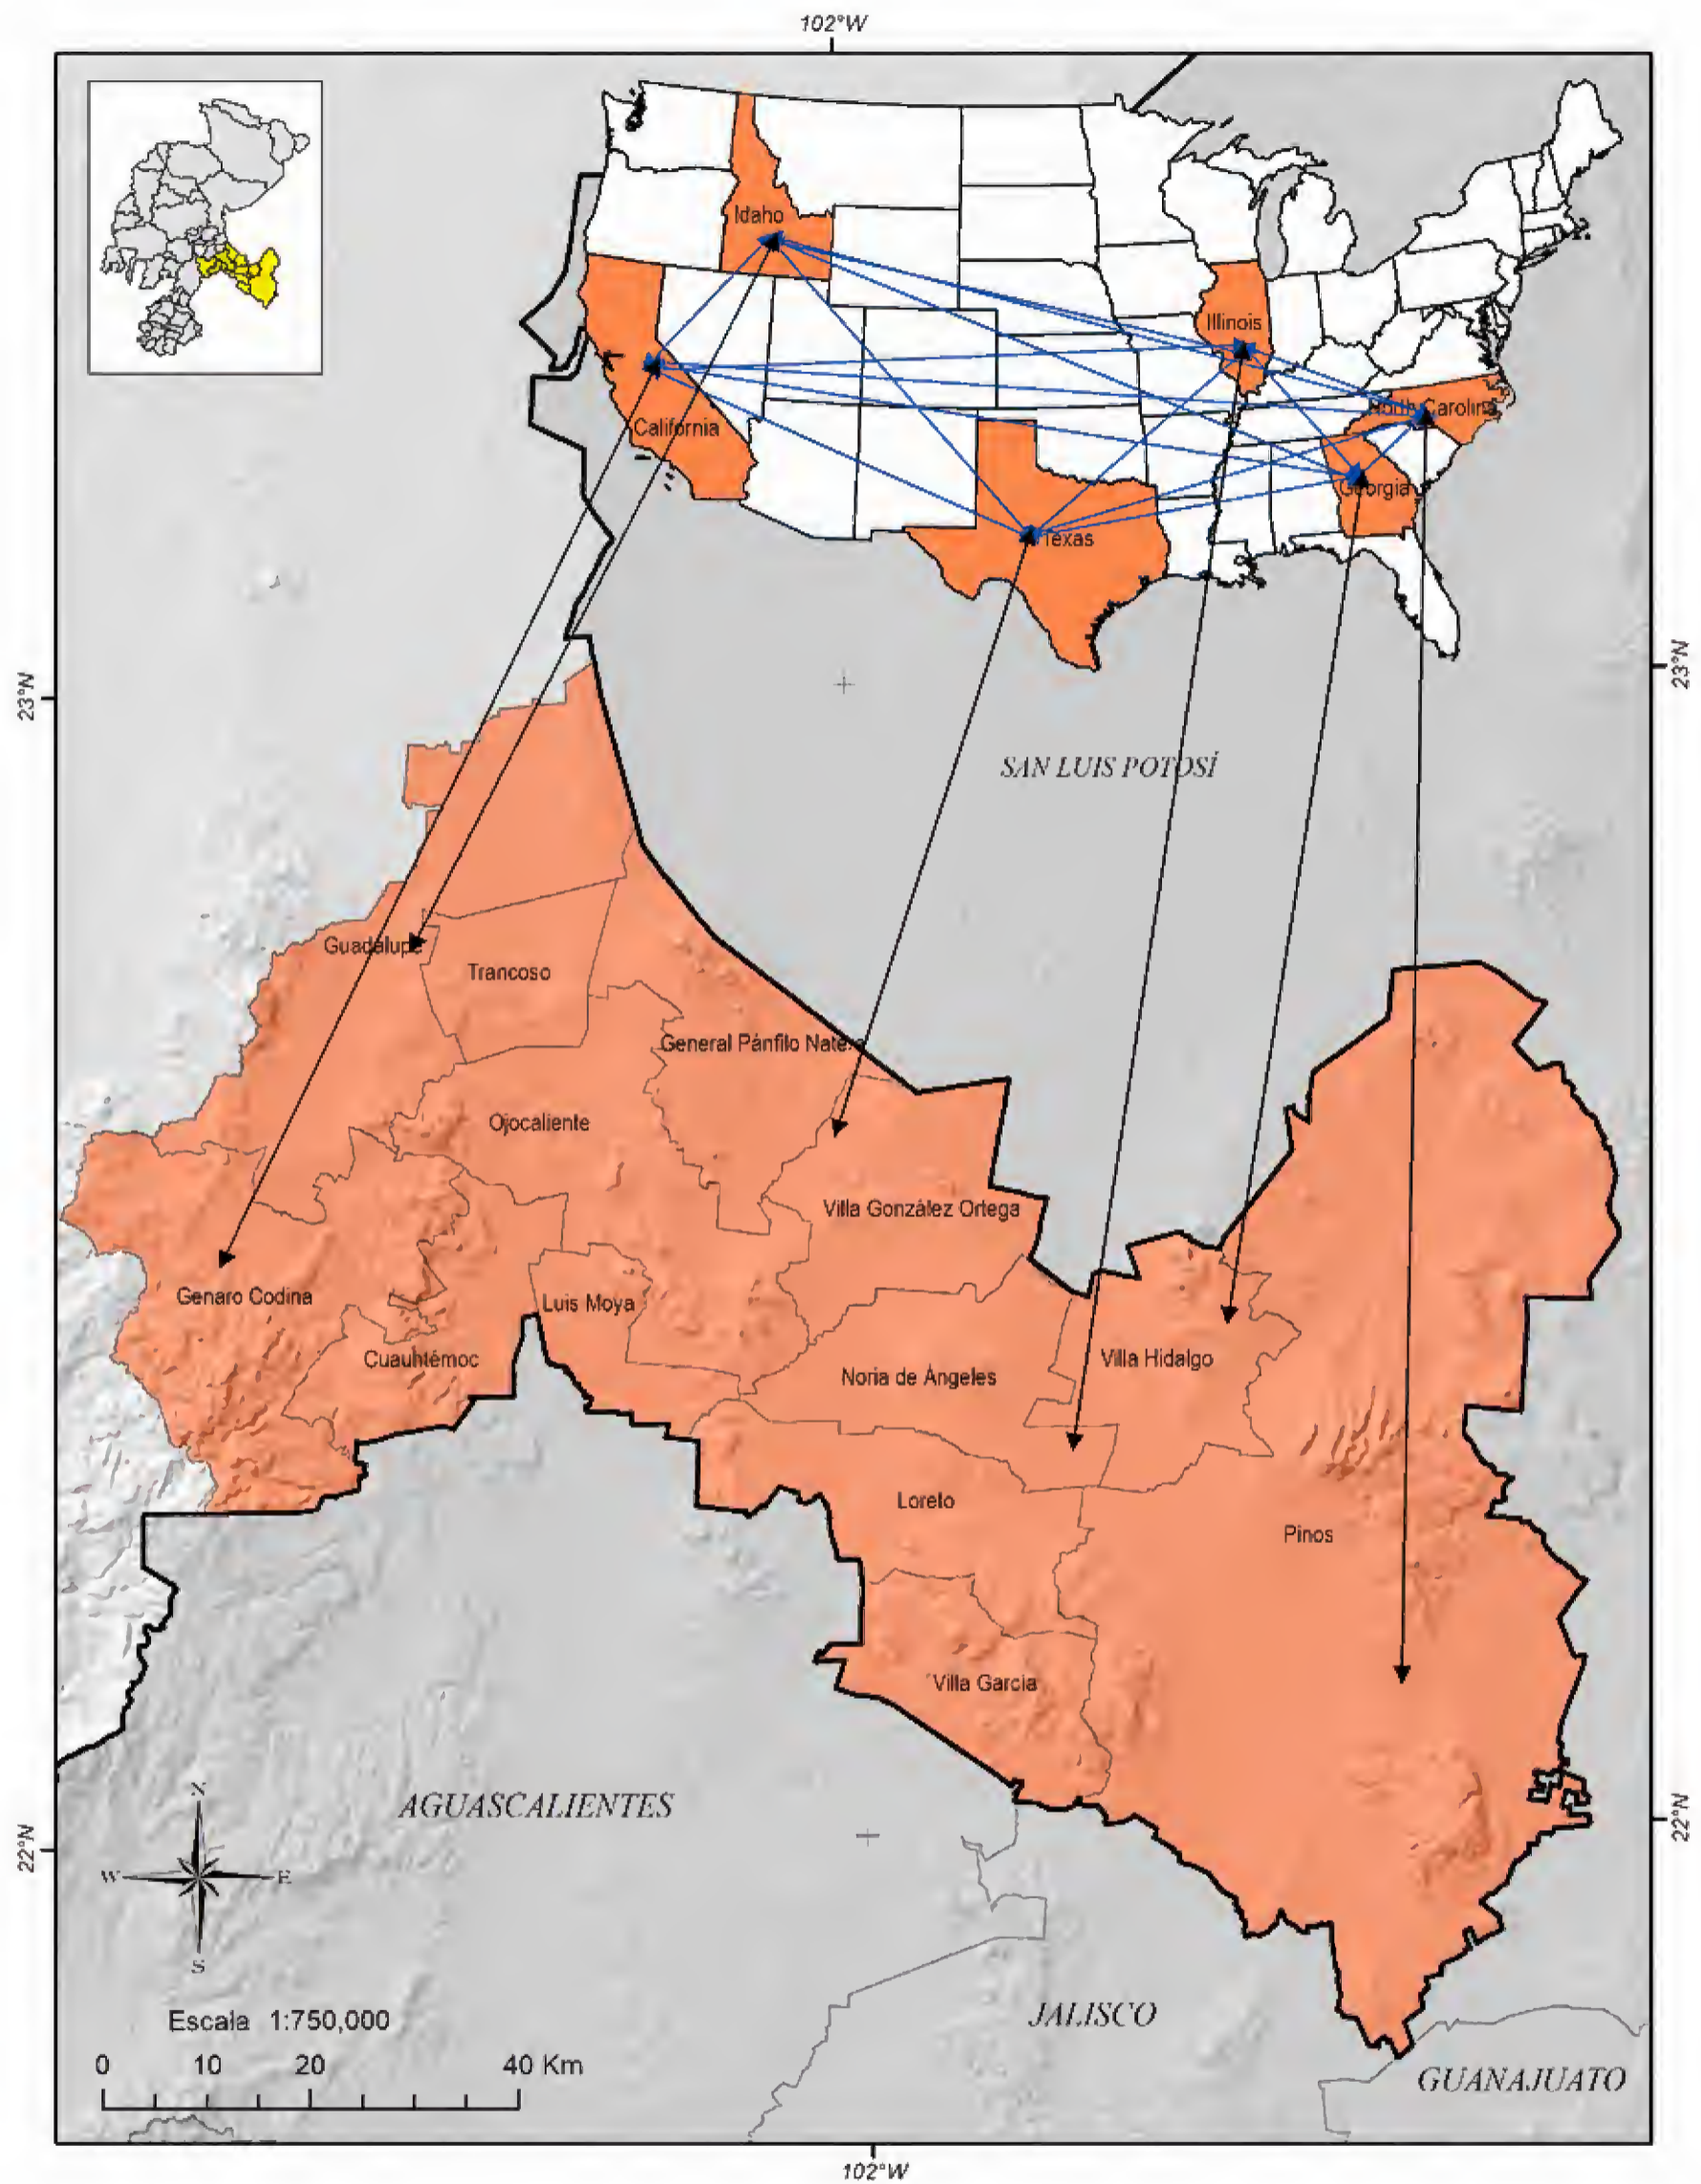 102°W
Idaho
Illinois
North Carolina
California
Georgia
Texas
23°N
23°N
SAN LUIS POTOSÍ
Guadalupe
Trancoso
General Pánfilo Natera
Ojocaliente
Villa González Ortega
Genaro Codina
Luis Moya
Cuauhtémoc
Villa Hidalgo
Noria de Ángeles
Loreto
Pinos
Villa García
AGUASCALIENTES
N
W E
S
22°N
22°N
Escala 1:750,000
0 10 20 40 Km
JALISCO
GUANAJUATO
102°W